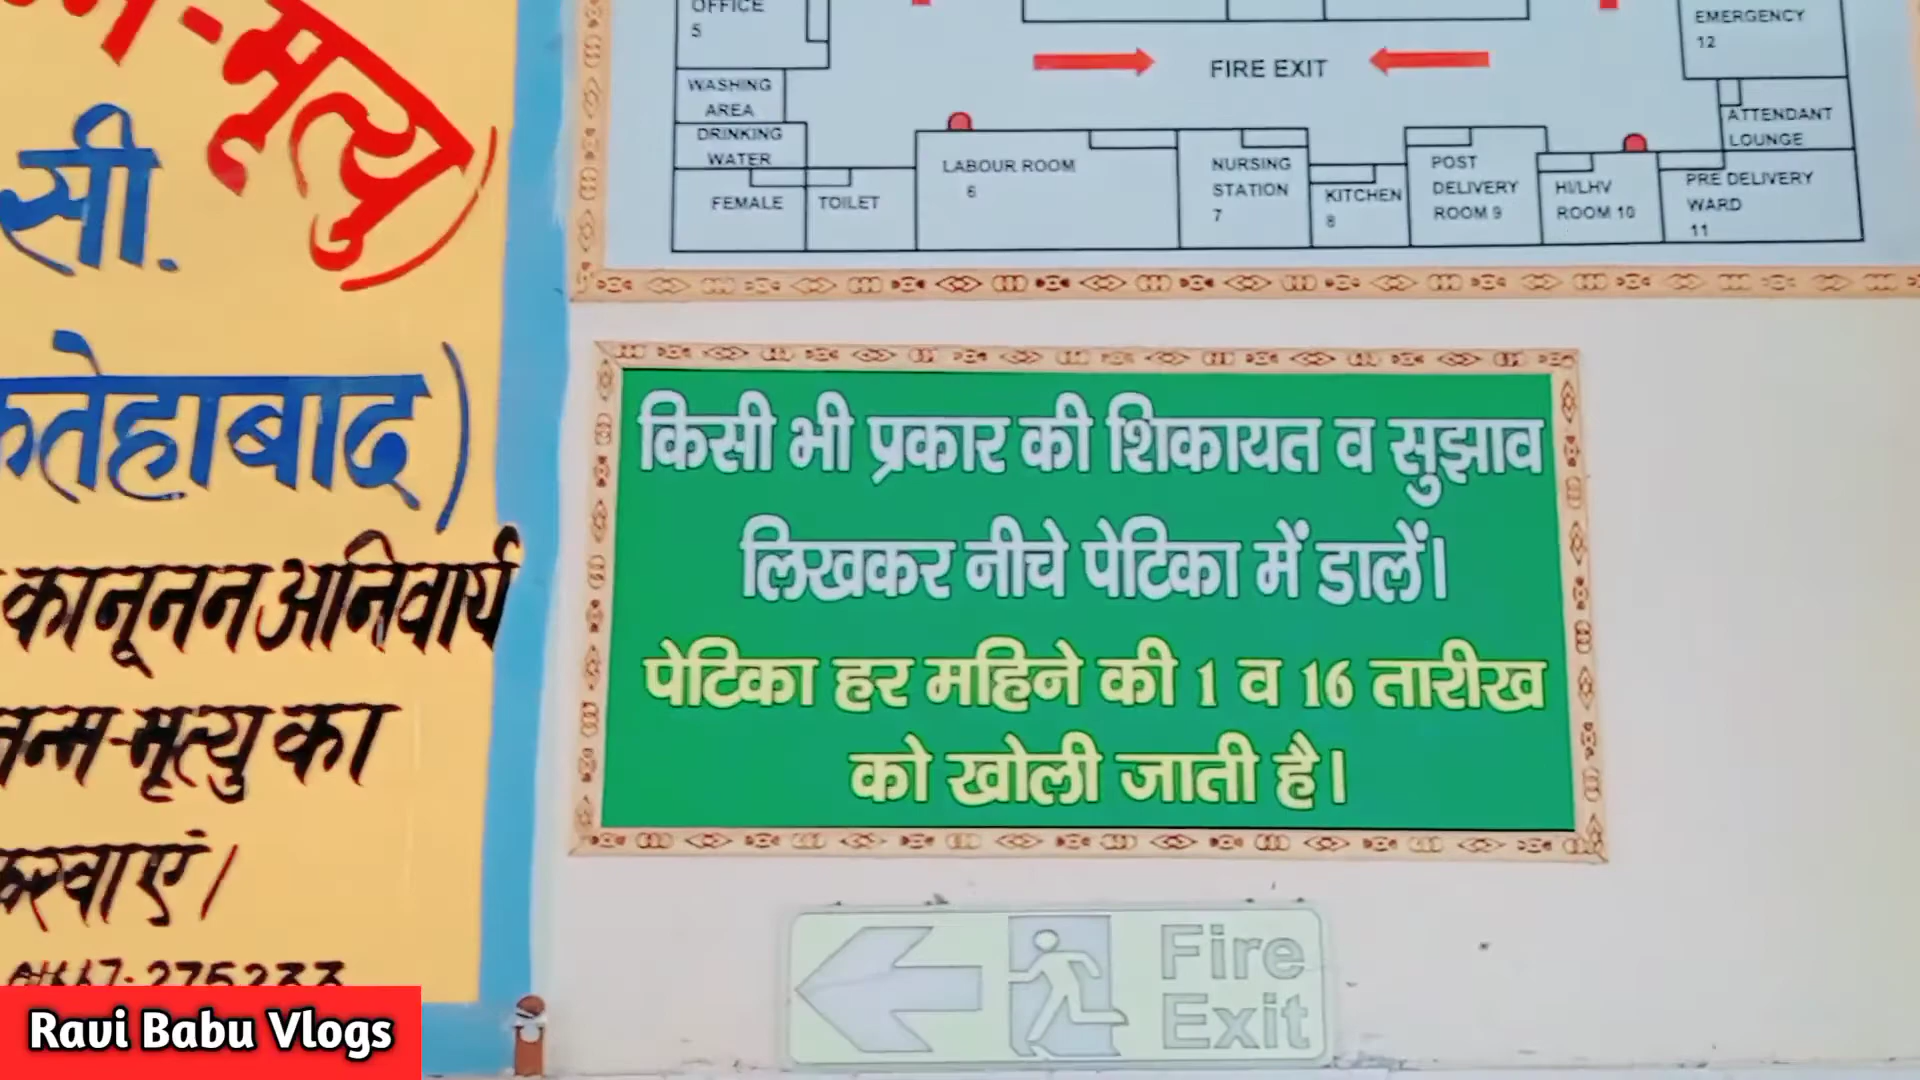 मृत्यु)
सी.
तेहाबाद)
कानूनन अनिवार्य
जन्म-मृत्यु का
करवाएं।
275233
OFFICE
5
WASHING
AREA
DRINKING
WATER
FEMALE
TOILET
FIRE EXIT
LABOUR ROOM
6
NURSING
STATION
7
KITCHEN
8
POST
DELIVERY
ROOM 9
HI/LHV
ROOM 10
PRE DELIVERY
WARD
11
EMERGENCY
12
ATTENDANT
LOUNGE
किसी भी प्रकार की शिकायत व सुझाव
लिखकर नीचे पेटिका में डालें।
पेटिका हर महिने की 1 व 16 तारीख
को खोली जाती है।
Fire
Exit
Ravi Babu Vlogs